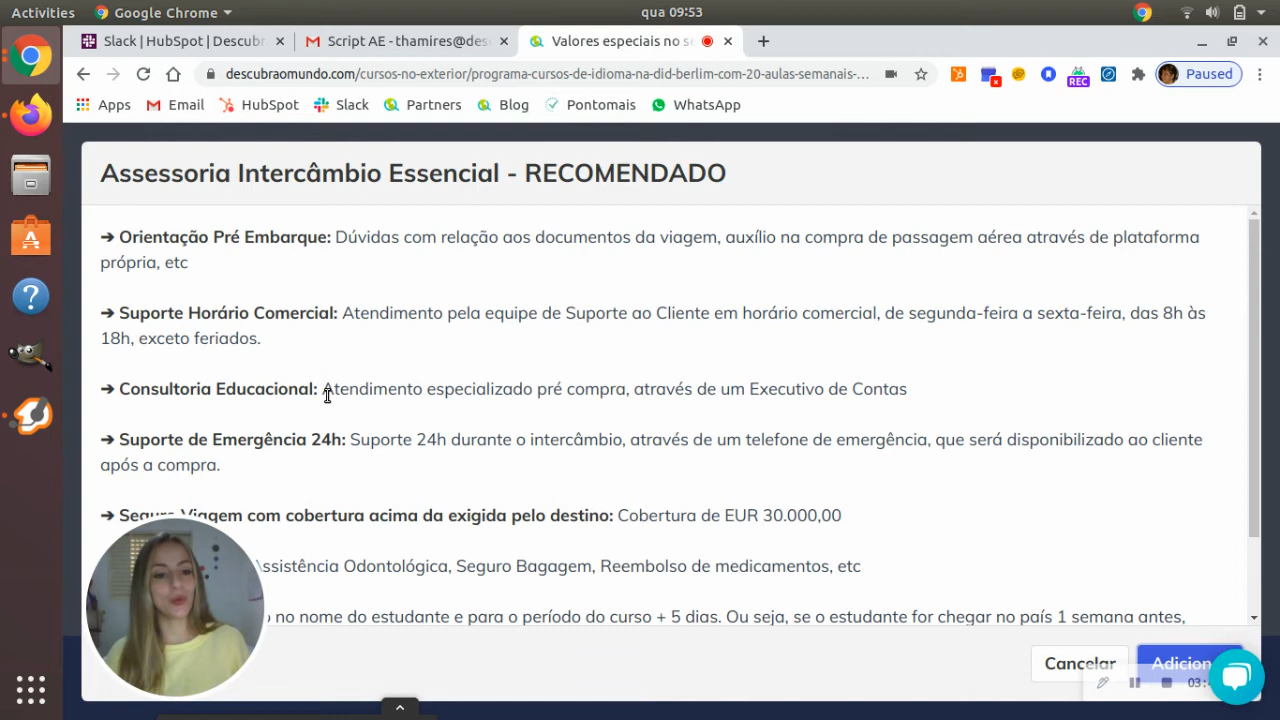 Activities
Google Chrome
qua 09:53
Slack | HubSpot | Descubr
Script AE - thamires@des
Valores especiais no se
descubraomundo.com/cursos-no-exterior/programa-cursos-de-idioma-na-did-berlim-com-20-aulas-semanais-...
REC
Paused
Apps
Email
HubSpot
Slack
Partners
Blog
Pontomais
WhatsApp
Assessoria Intercâmbio Essencial - RECOMENDADO
➔ Orientação Pré Embarque: Dúvidas com relação aos documentos da viagem, auxílio na compra de passagem aérea através de plataforma
própria, etc
➔ Suporte Horário Comercial: Atendimento pela equipe de Suporte ao Cliente em horário comercial, de segunda-feira a sexta-feira, das 8h às
18h, exceto feriados.
➔ Consultoria Educacional: Atendimento especializado pré compra, através de um Executivo de Contas
➔ Suporte de Emergência 24h: Suporte 24h durante o intercâmbio, através de um telefone de emergência, que será disponibilizado ao cliente
após a compra.
➔ Seguro Viagem com cobertura acima da exigida pelo destino: Cobertura de EUR 30.000,00
Assistência Odontológica, Seguro Bagagem, Reembolso de medicamentos, etc
no nome do estudante e para o período do curso + 5 dias. Ou seja, se o estudante for chegar no país 1 semana antes,
Cancelar
Adicion